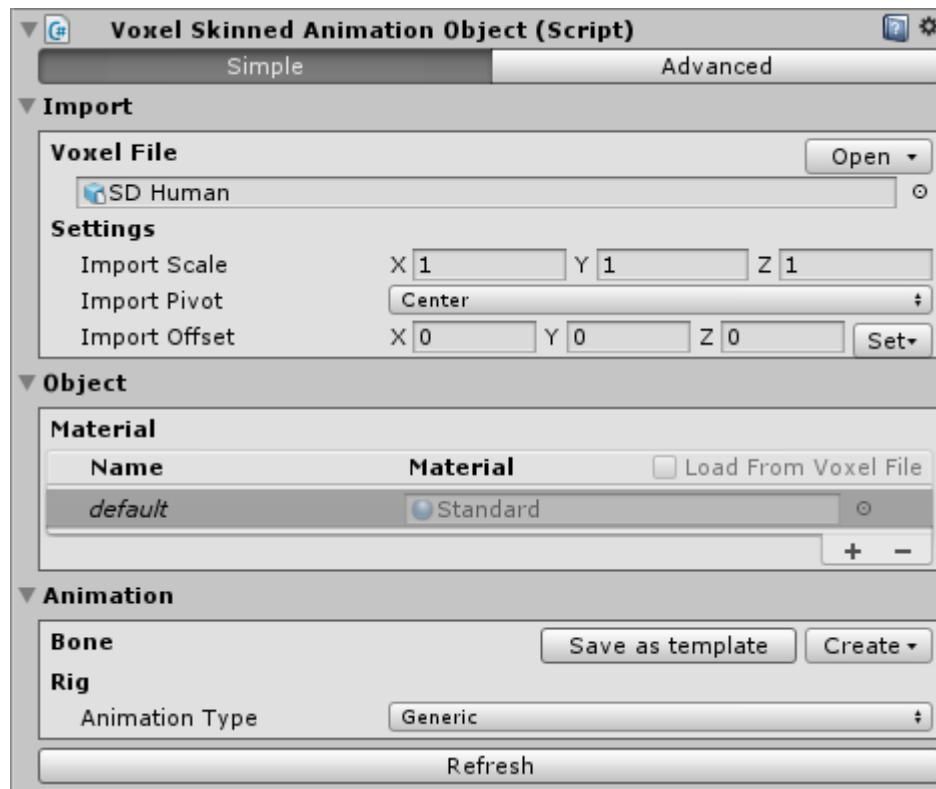 Voxel Skinned Animation Object (Script)
Simple Advanced
Import
Voxel File Open
SD Human
Settings
Import Scale X 1 Y 1 Z 1
Import Pivot Center
Import Offset X 0 Y 0 Z 0 Set
Object
Material
Name Material Load From Voxel File
default Standard
+ −
Animation
Bone Save as template Create
Rig
Animation Type Generic
Refresh